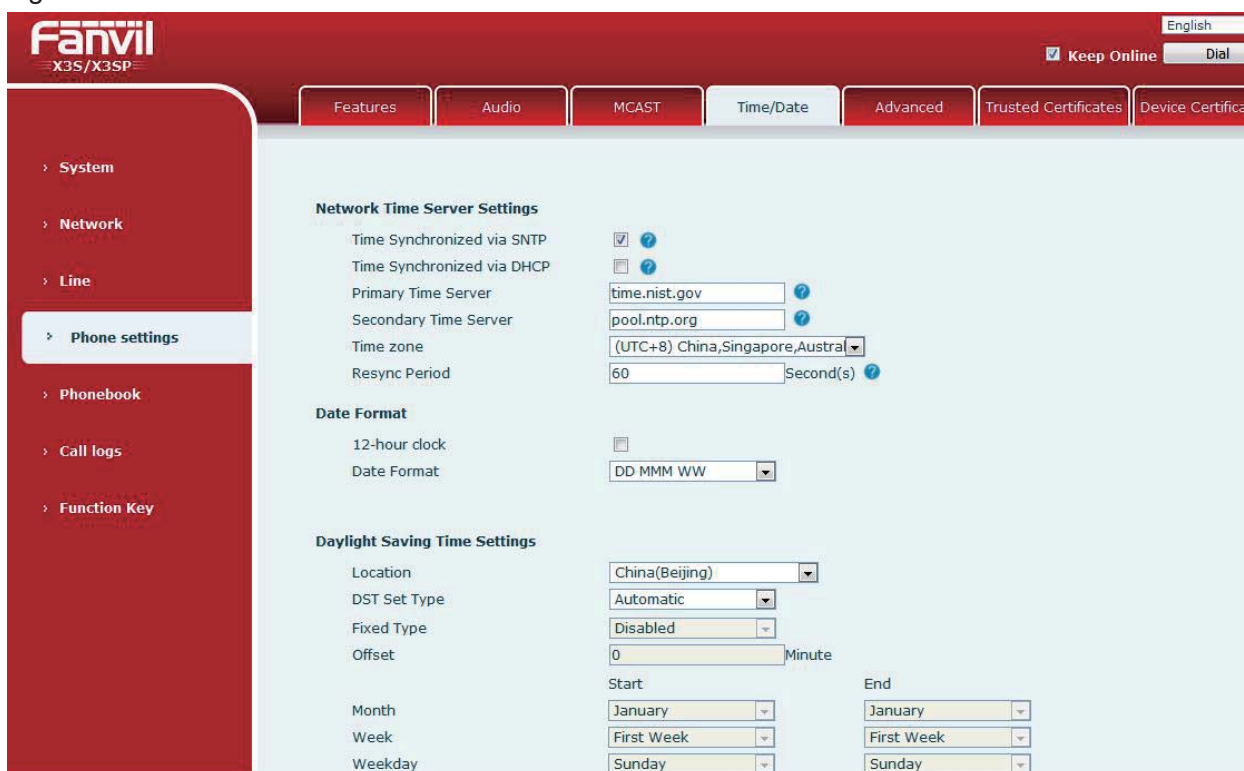 Fanvil
X3S/X3SP
English
Keep Online Dial
Features Audio MCAST Time/Date Advanced Trusted Certificates Device Certifica
› System
› Network
› Line
› Phone settings
› Phonebook
› Call logs
› Function Key
Network Time Server Settings
Time Synchronized via SNTP ?
Time Synchronized via DHCP ?
Primary Time Server time.nist.gov ?
Secondary Time Server pool.ntp.org ?
Time zone (UTC+8) China,Singapore,Austral
Resync Period 60 Second(s) ?
Date Format
12-hour clock
Date Format DD MMM WW
Daylight Saving Time Settings
Location China(Beijing)
DST Set Type Automatic
Fixed Type Disabled
Offset 0 Minute
Start End
Month January January
Week First Week First Week
Weekday Sunday Sunday